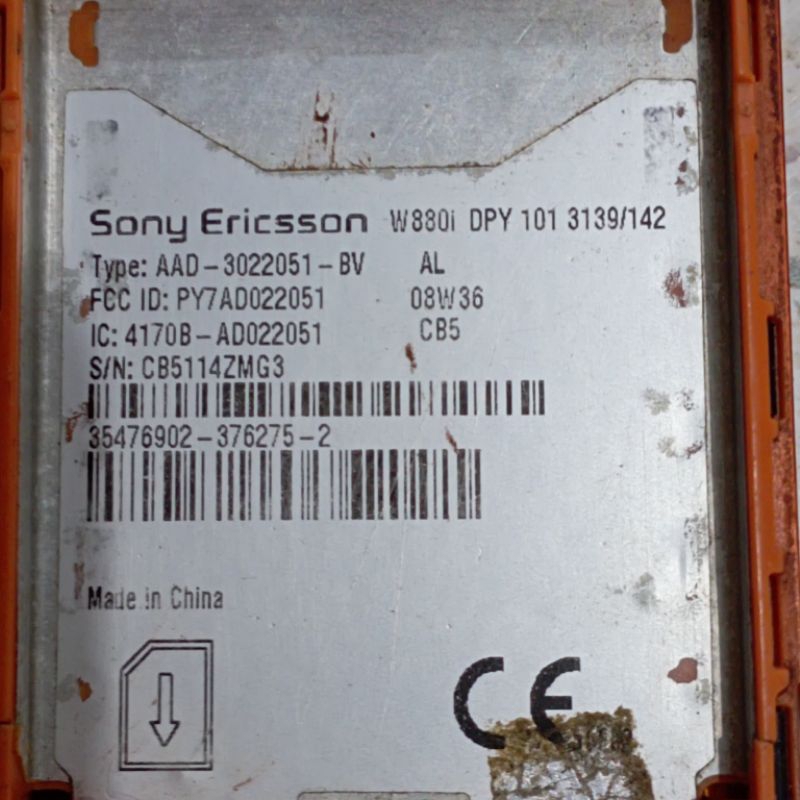 Sony Ericsson W880i DPY 101 3139/142
Type: AAD-3022051-BV AL
FCC ID: PY7AD022051 08W36
IC: 4170B-AD022051 CB5
S/N: CB5114ZMG3
35476902-376275-2
Made in China
CE